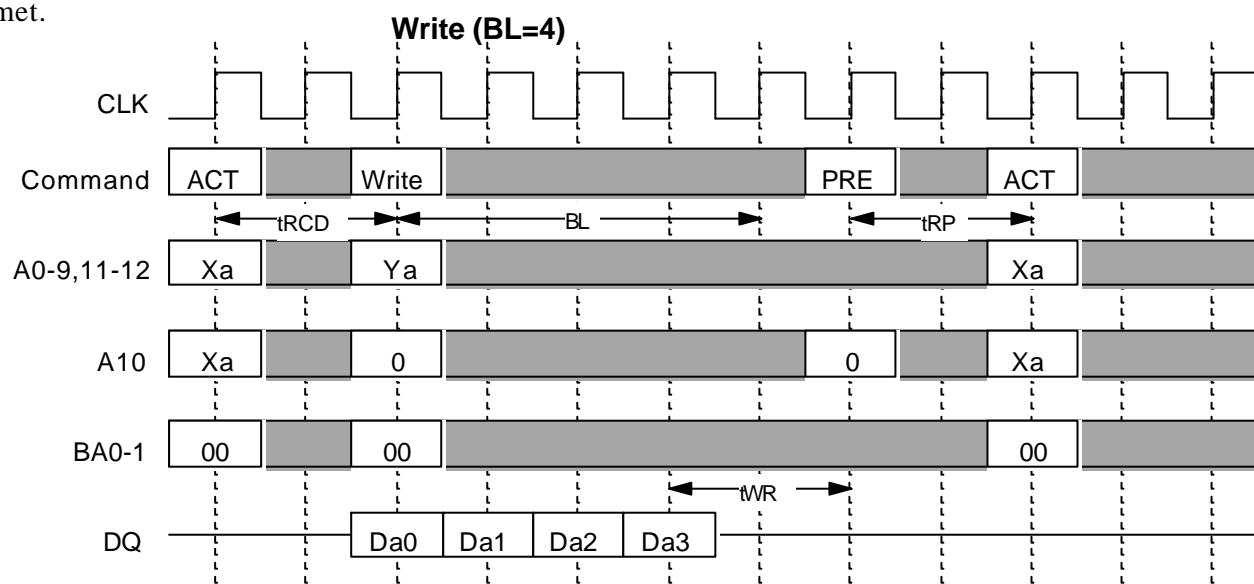 met.
Write (BL=4)
CLK
Command ACT Write PRE ACT
tRCD BL tRP
A0-9,11-12 Xa Ya Xa
A10 Xa 0 0 Xa
BA0-1 00 00 00
tWR
DQ Da0 Da1 Da2 Da3